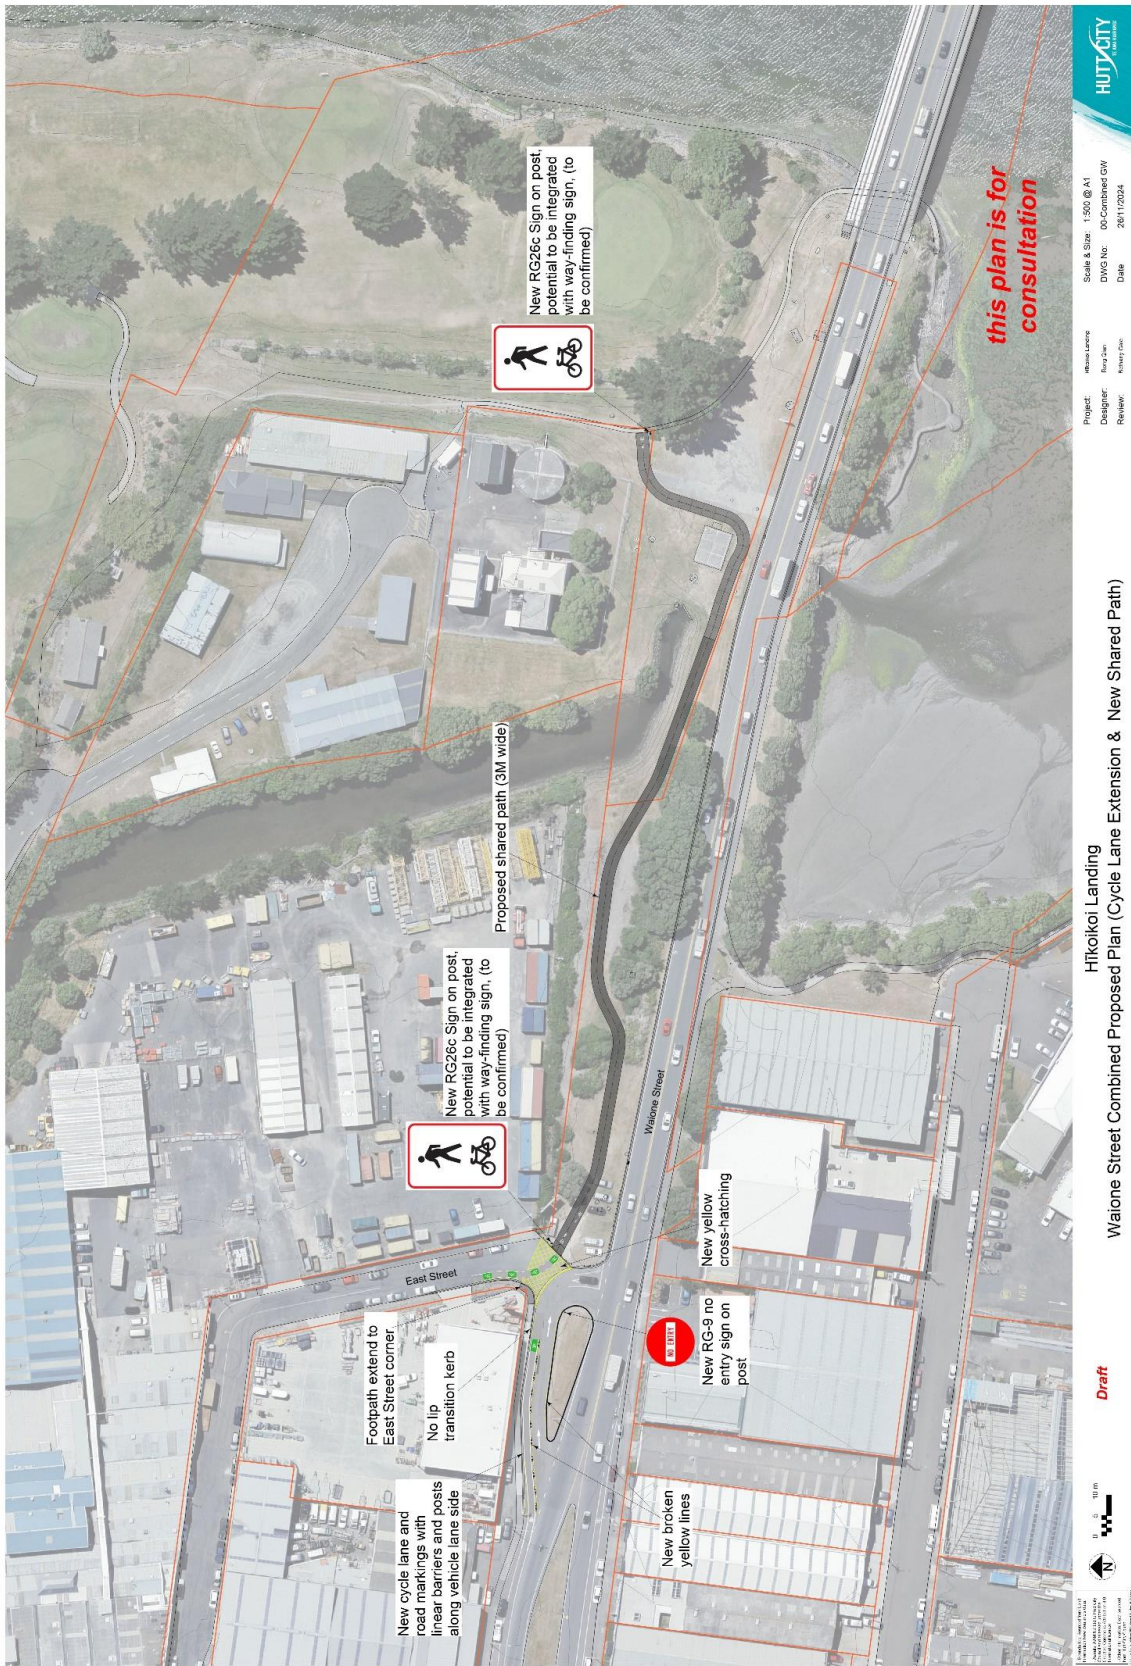 New RG26c Sign on post,
potential to be integrated
with way-finding sign, (to
be confirmed)
this plan is for
consultation
Proposed shared path (3M wide)
New RG26c Sign on post,
potential to be integrated
with way-finding sign, (to
be confirmed)
Waione Street
East Street
New yellow
cross-hatching
Footpath extend to
East Street corner
No lip
transition kerb
NO ENTRY
New RG-9 no
entry sign on
post
New cycle lane and
road markings with
linear barriers and posts
along vehicle lane side
New broken
yellow lines
N
0 5 10 m
Draft
Hīkoikoi Landing
Waione Street Combined Proposed Plan (Cycle Lane Extension & New Shared Path)
Project: Hīkoikoi Landing
Designer:
Review:
Scale & Size: 1:500 @ A1
DWG No: 00-Combined GW
Date 26/11/2024
HUTT CITY